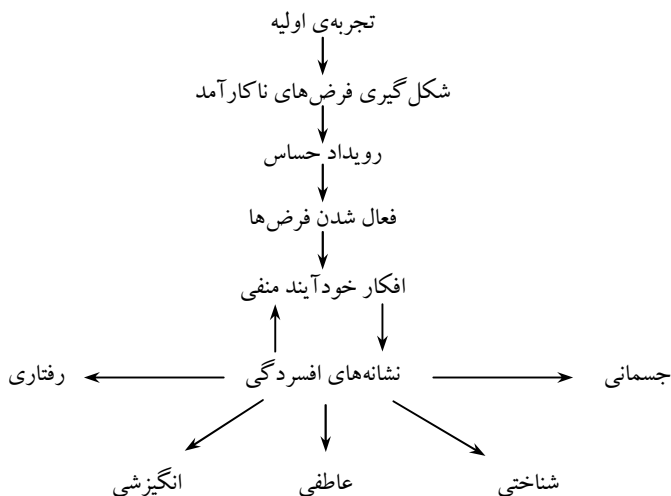 تجربه‌ی اولیه
شکل‌گیری فرض‌های ناکارآمد
رویداد حساس
فعال شدن فرض‌ها
افکار خودآیند منفی
جسمانی
نشانه‌های افسردگی
رفتاری
شناختی
عاطفی
انگیزشی